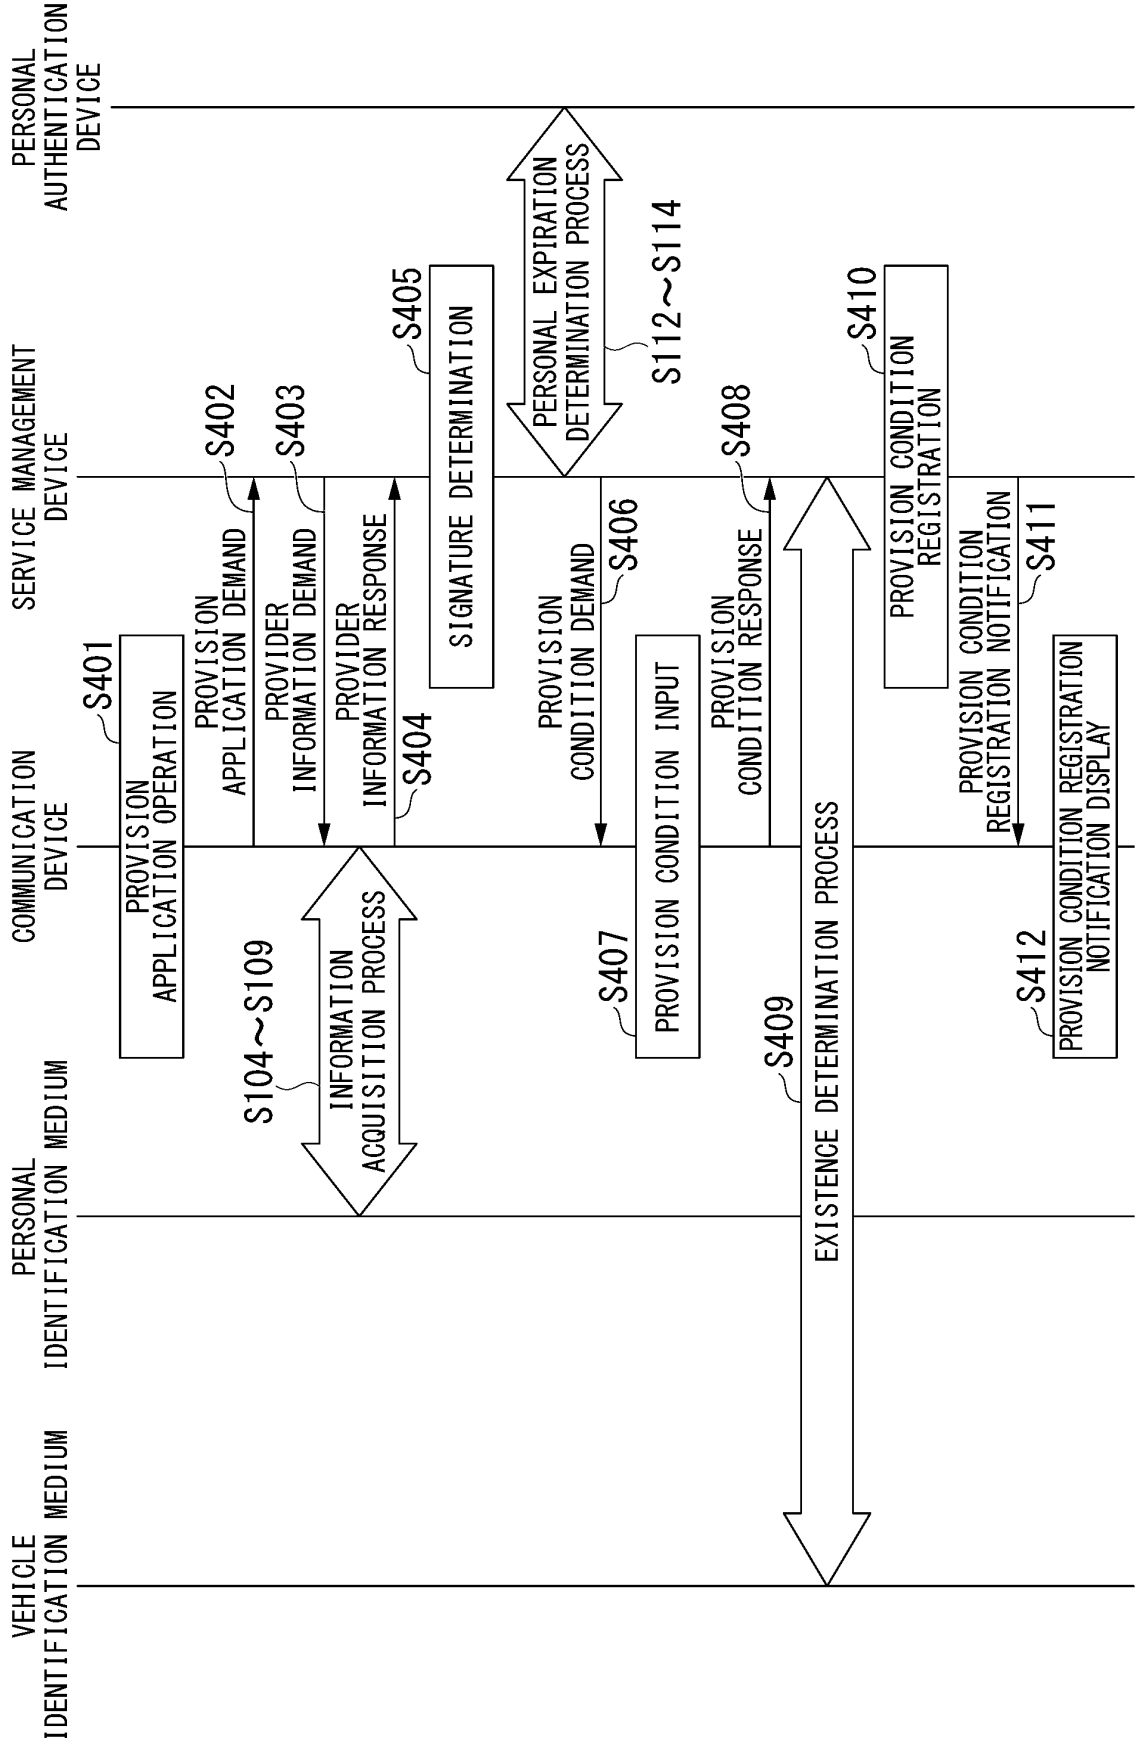 VEHICLE
IDENTIFICATION MEDIUM
PERSONAL
IDENTIFICATION MEDIUM
COMMUNICATION
DEVICE
SERVICE MANAGEMENT
DEVICE
PERSONAL
AUTHENTICATION
DEVICE
S401
PROVISION
APPLICATION OPERATION
PROVISION
APPLICATION DEMAND
S402
PROVIDER
INFORMATION DEMAND
S403
S104～S109
INFORMATION
ACQUISITION PROCESS
PROVIDER
INFORMATION RESPONSE
S404
S405
SIGNATURE DETERMINATION
PERSONAL EXPIRATION
DETERMINATION PROCESS
S112～S114
PROVISION
CONDITION DEMAND
S406
S407
PROVISION CONDITION INPUT
PROVISION
CONDITION RESPONSE
S408
S409
EXISTENCE DETERMINATION PROCESS
S410
PROVISION CONDITION
REGISTRATION
PROVISION CONDITION
REGISTRATION NOTIFICATION
S411
S412
PROVISION CONDITION REGISTRATION
NOTIFICATION DISPLAY